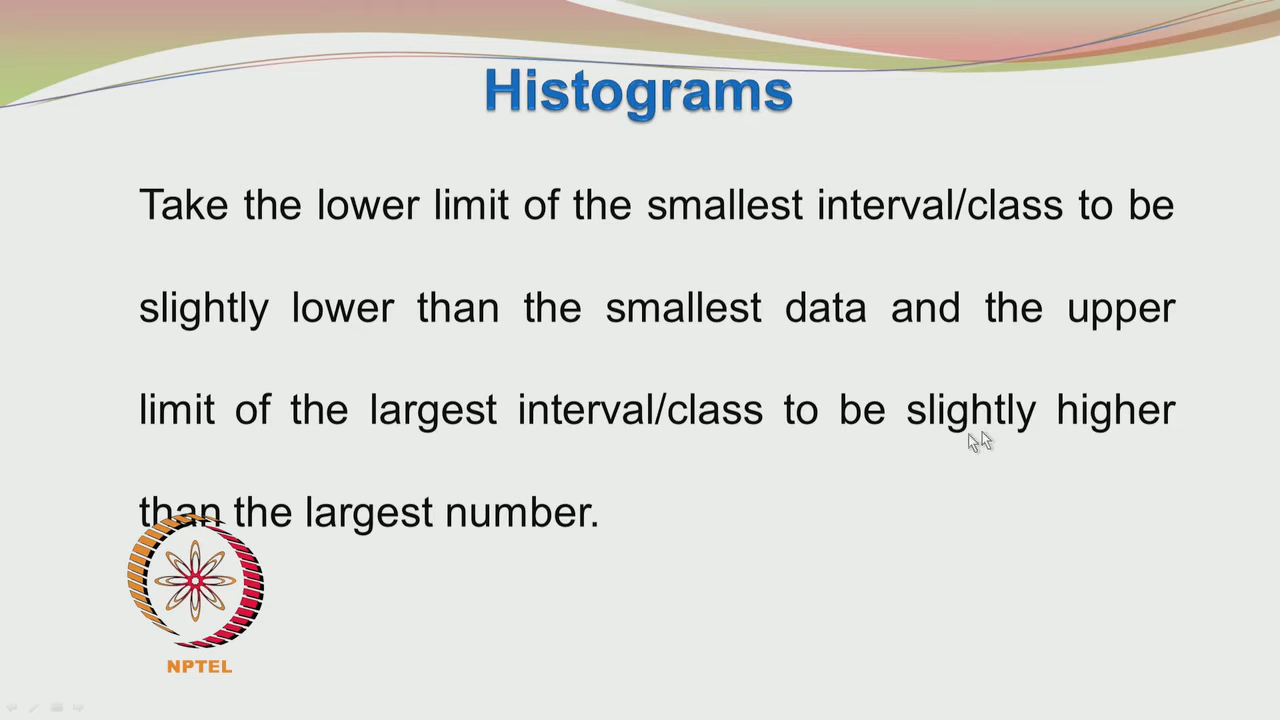 Histograms
Take the lower limit of the smallest interval/class to be
slightly lower than the smallest data and the upper
limit of the largest interval/class to be slightly higher
than the largest number.
NPTEL